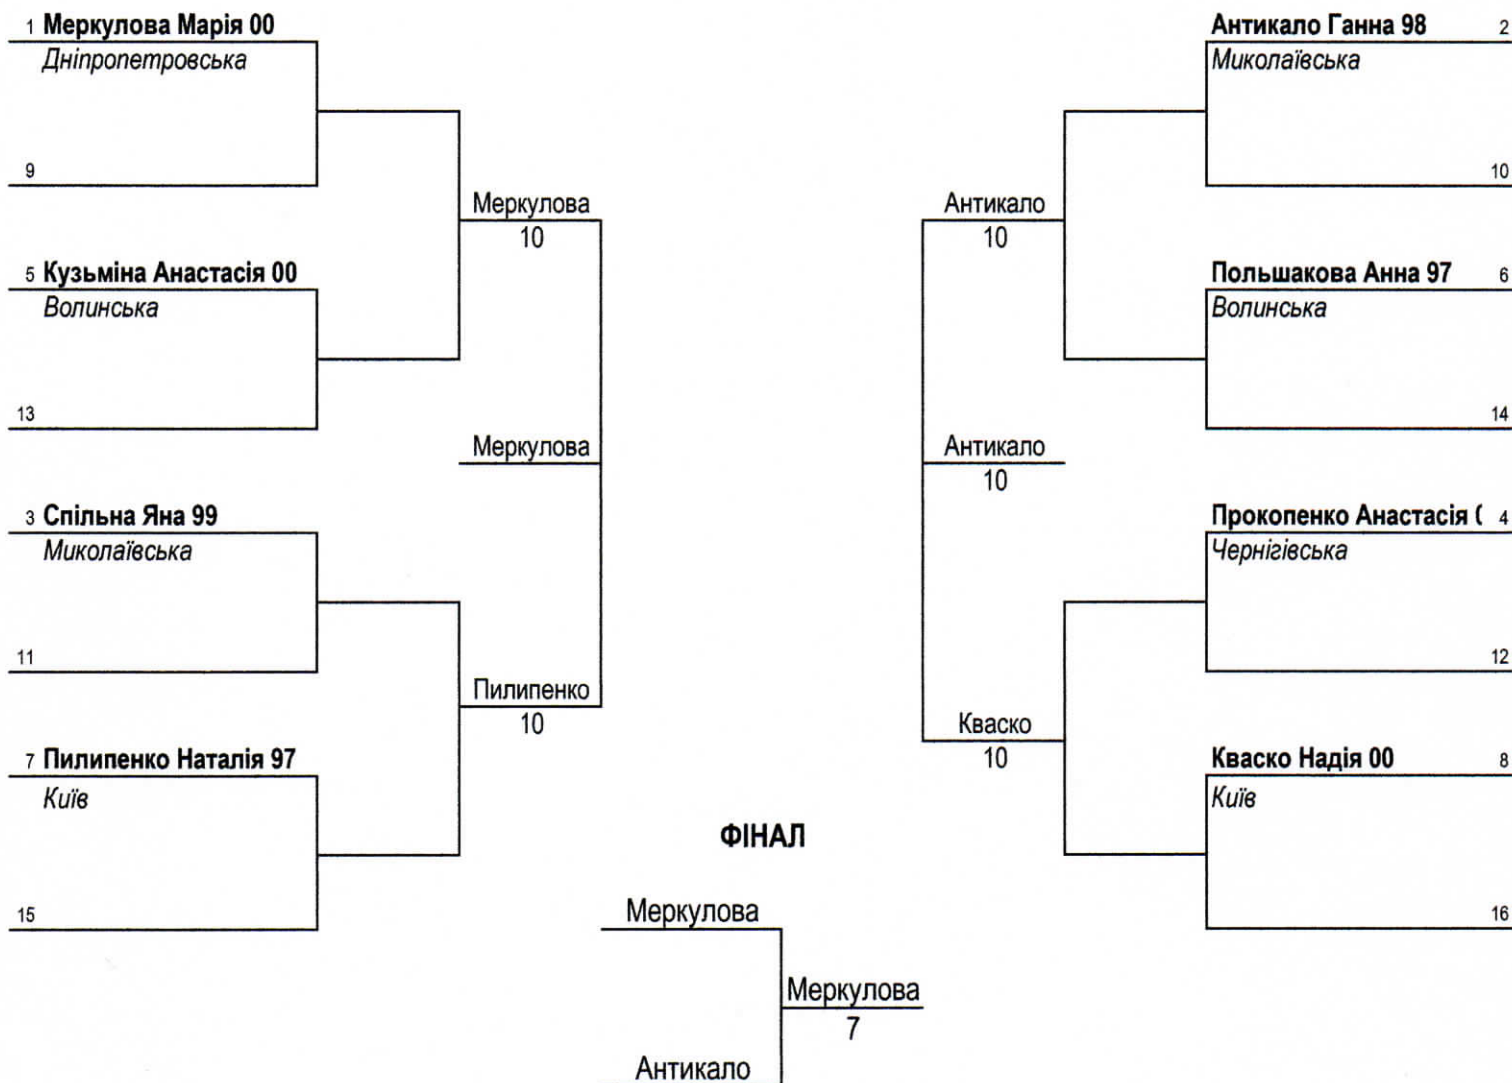 1 Меркулова Марія 00
Дніпропетровська
9
Меркулова
10
5 Кузьміна Анастасія 00
Волинська
13
Меркулова
3 Спільна Яна 99
Миколаївська
11
Пилипенко
10
7 Пилипенко Наталія 97
Київ
15
Антикало Ганна 98 2
Миколаївська
10
Антикало
10
Польшакова Анна 97 6
Волинська
14
Антикало
10
Прокопенко Анастасія ( 4
Чернігівська
12
Кваско
10
Кваско Надія 00 8
Київ
16
ФІНАЛ
Меркулова
Меркулова
7
Антикало